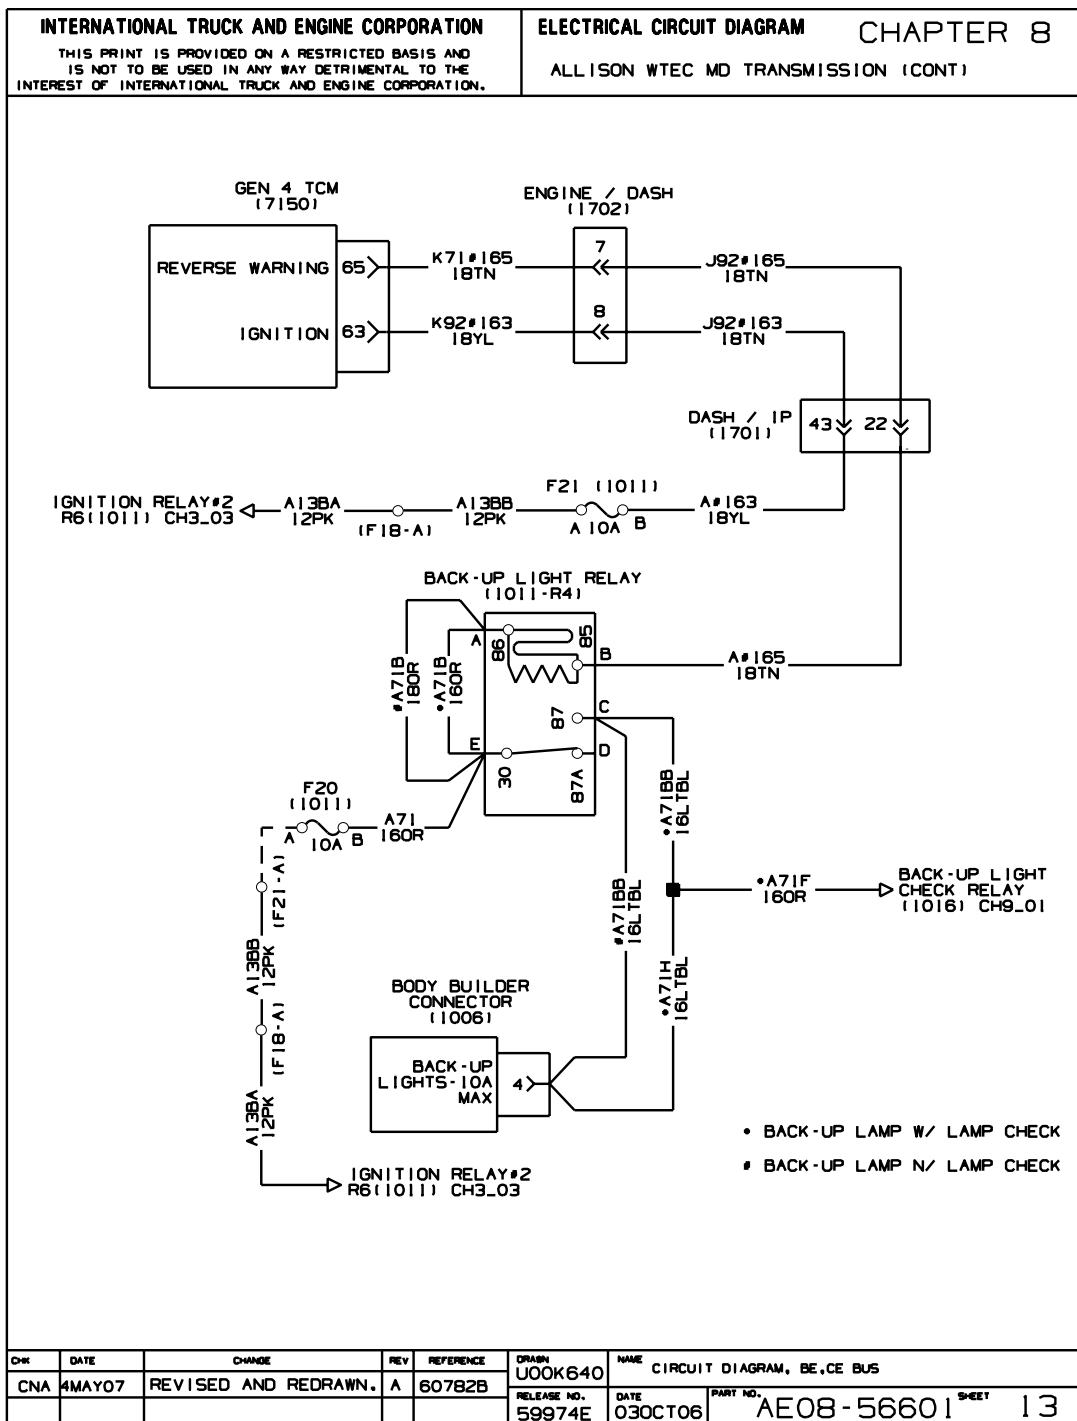 INTERNATIONAL TRUCK AND ENGINE CORPORATION
THIS PRINT IS PROVIDED ON A RESTRICTED BASIS AND
IS NOT TO BE USED IN ANY WAY DETRIMENTAL TO THE
INTEREST OF INTERNATIONAL TRUCK AND ENGINE CORPORATION.
ELECTRICAL CIRCUIT DIAGRAM
CHAPTER 8
ALLISON WTEC MD TRANSMISSION (CONT)
GEN 4 TCM
(7150)
ENGINE / DASH
(1702)
REVERSE WARNING
65
K71#165
18TN
7
J92#165
18TN
IGNITION
63
K92#163
18YL
8
J92#163
18TN
DASH / IP
(1701)
43
22
IGNITION RELAY#2
R6(1011) CH3_03
A13BA
12PK
(F18-A)
A13BB
12PK
F21 (1011)
A 10A B
A#163
18YL
BACK-UP LIGHT RELAY
(1011-R4)
A
86
85
B
A#165
18TN
#A71B
18OR
•A71B
16OR
87
C
E
30
87A
D
F20
(1011)
A 10A B
A71
16OR
•A71BB
16LTBL
(F21-A)
#A71BB
16LTBL
•A71F
16OR
BACK-UP LIGHT
CHECK RELAY
(1016) CH9_01
A13BB
12PK
(F18-A)
•A71H
16LTBL
BODY BUILDER
CONNECTOR
(1006)
BACK-UP
LIGHTS-10A
MAX
4
A13BA
12PK
• BACK-UP LAMP W/ LAMP CHECK
# BACK-UP LAMP N/ LAMP CHECK
IGNITION RELAY#2
R6(1011) CH3_03
CHK DATE CHANGE REV REFERENCE
CNA 4MAY07 REVISED AND REDRAWN. A 60782B
DRAWN
U00K640
NAME
CIRCUIT DIAGRAM, BE,CE BUS
RELEASE NO.
59974E
DATE
03OCT06
PART NO.
AE08-56601
SHEET
13